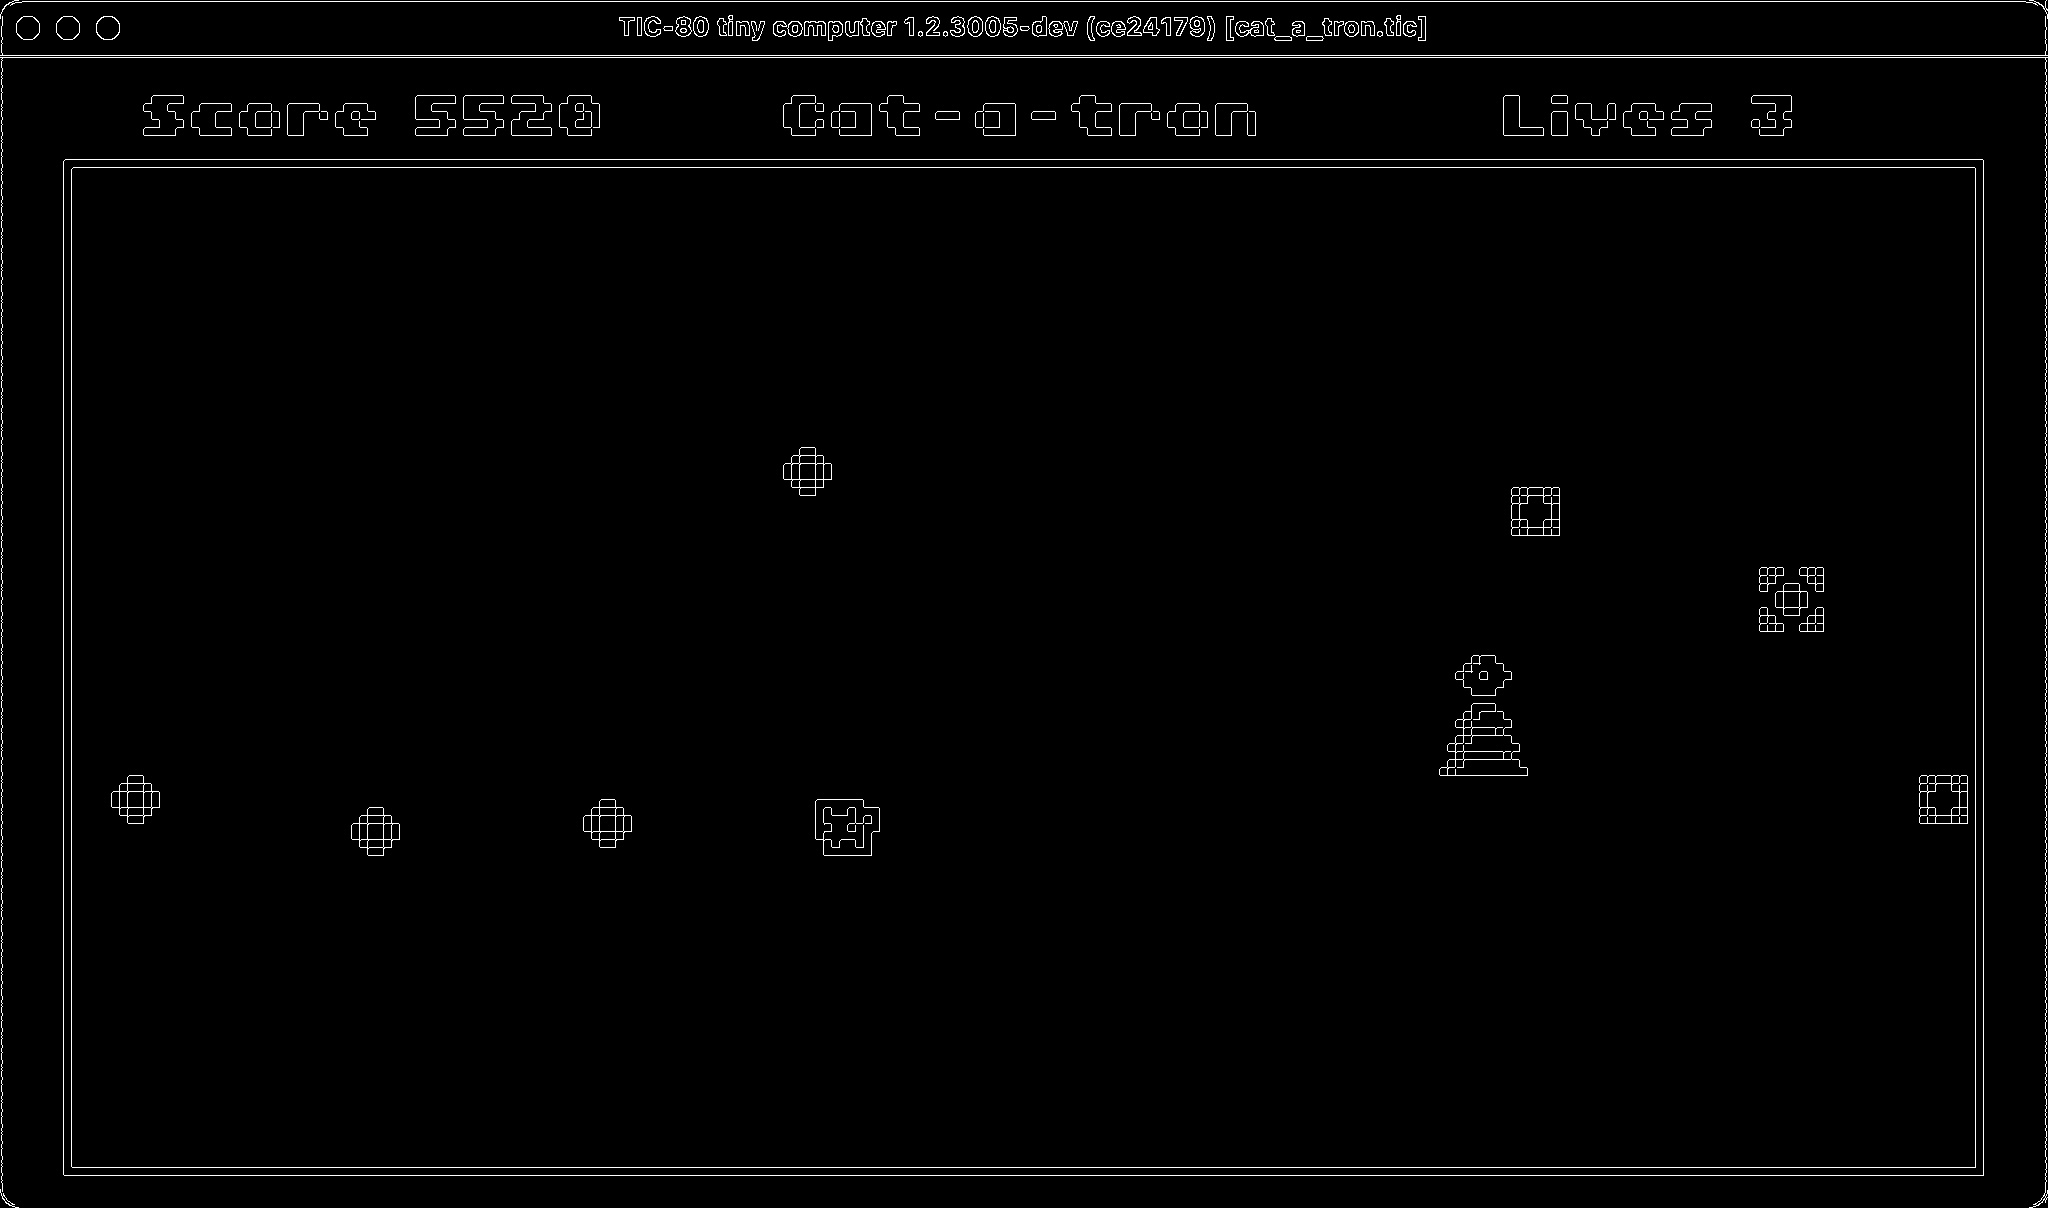 TIC-80 tiny computer 1.2.3005-dev (ce24179) [cat_a_tron.tic]
Score 5520 Cat-a-tron Lives 3